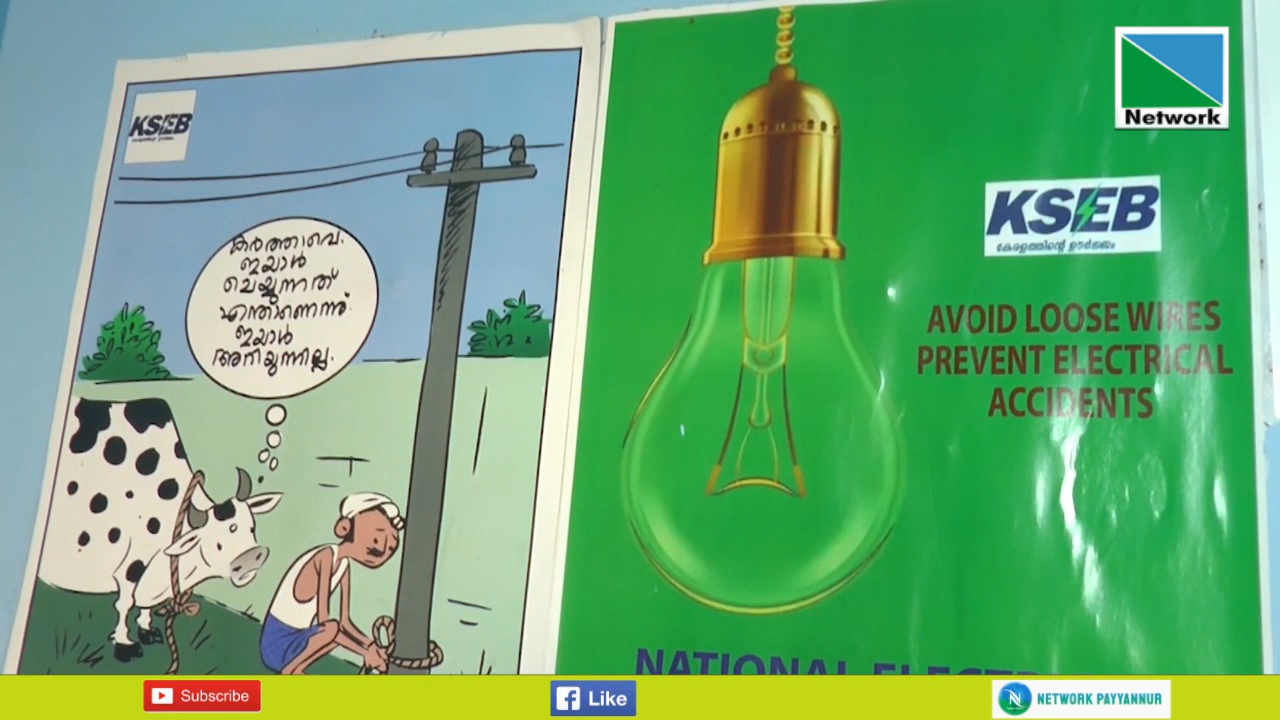 KSEB
കർത്താവെ.
ഇയാൾ
ചെയ്യുന്നത്
എന്താണെന്ന്.
ഇയാൾ
അറിയുന്നില്ല.
Network
KSEB
കേരളത്തിന്റെ ഊർജ്ജം
AVOID LOOSE WIRES
PREVENT ELECTRICAL
ACCIDENTS
NATIONAL
Subscribe
Like
NETWORK PAYYANNUR